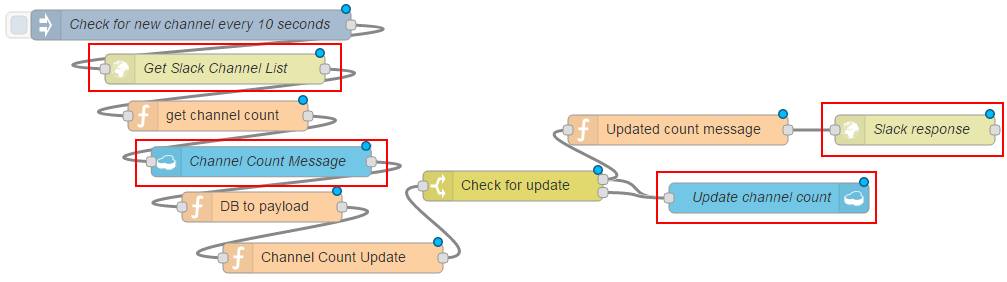 Check for new channel every 10 seconds
Get Slack Channel List
get channel count
Channel Count Message
DB to payload
Channel Count Update
Check for update
Updated count message
Slack response
Update channel count